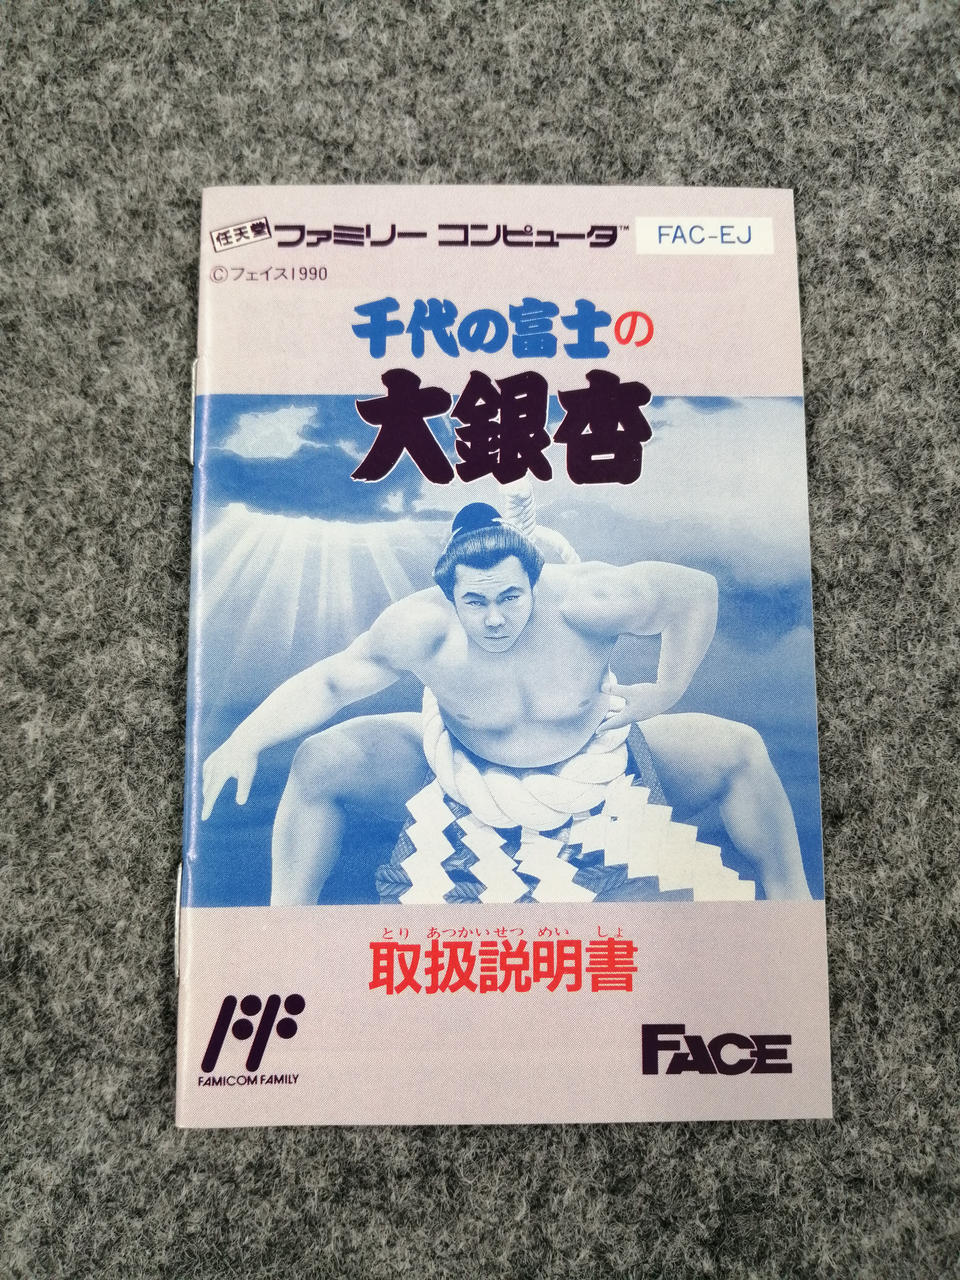 任天堂 ファミリー コンピュータ™ FAC-EJ
©フェイス1990
千代の富士の
大銀杏
とり あつかい せつ めい しょ
取扱説明書
FAMICOM FAMILY
FACE